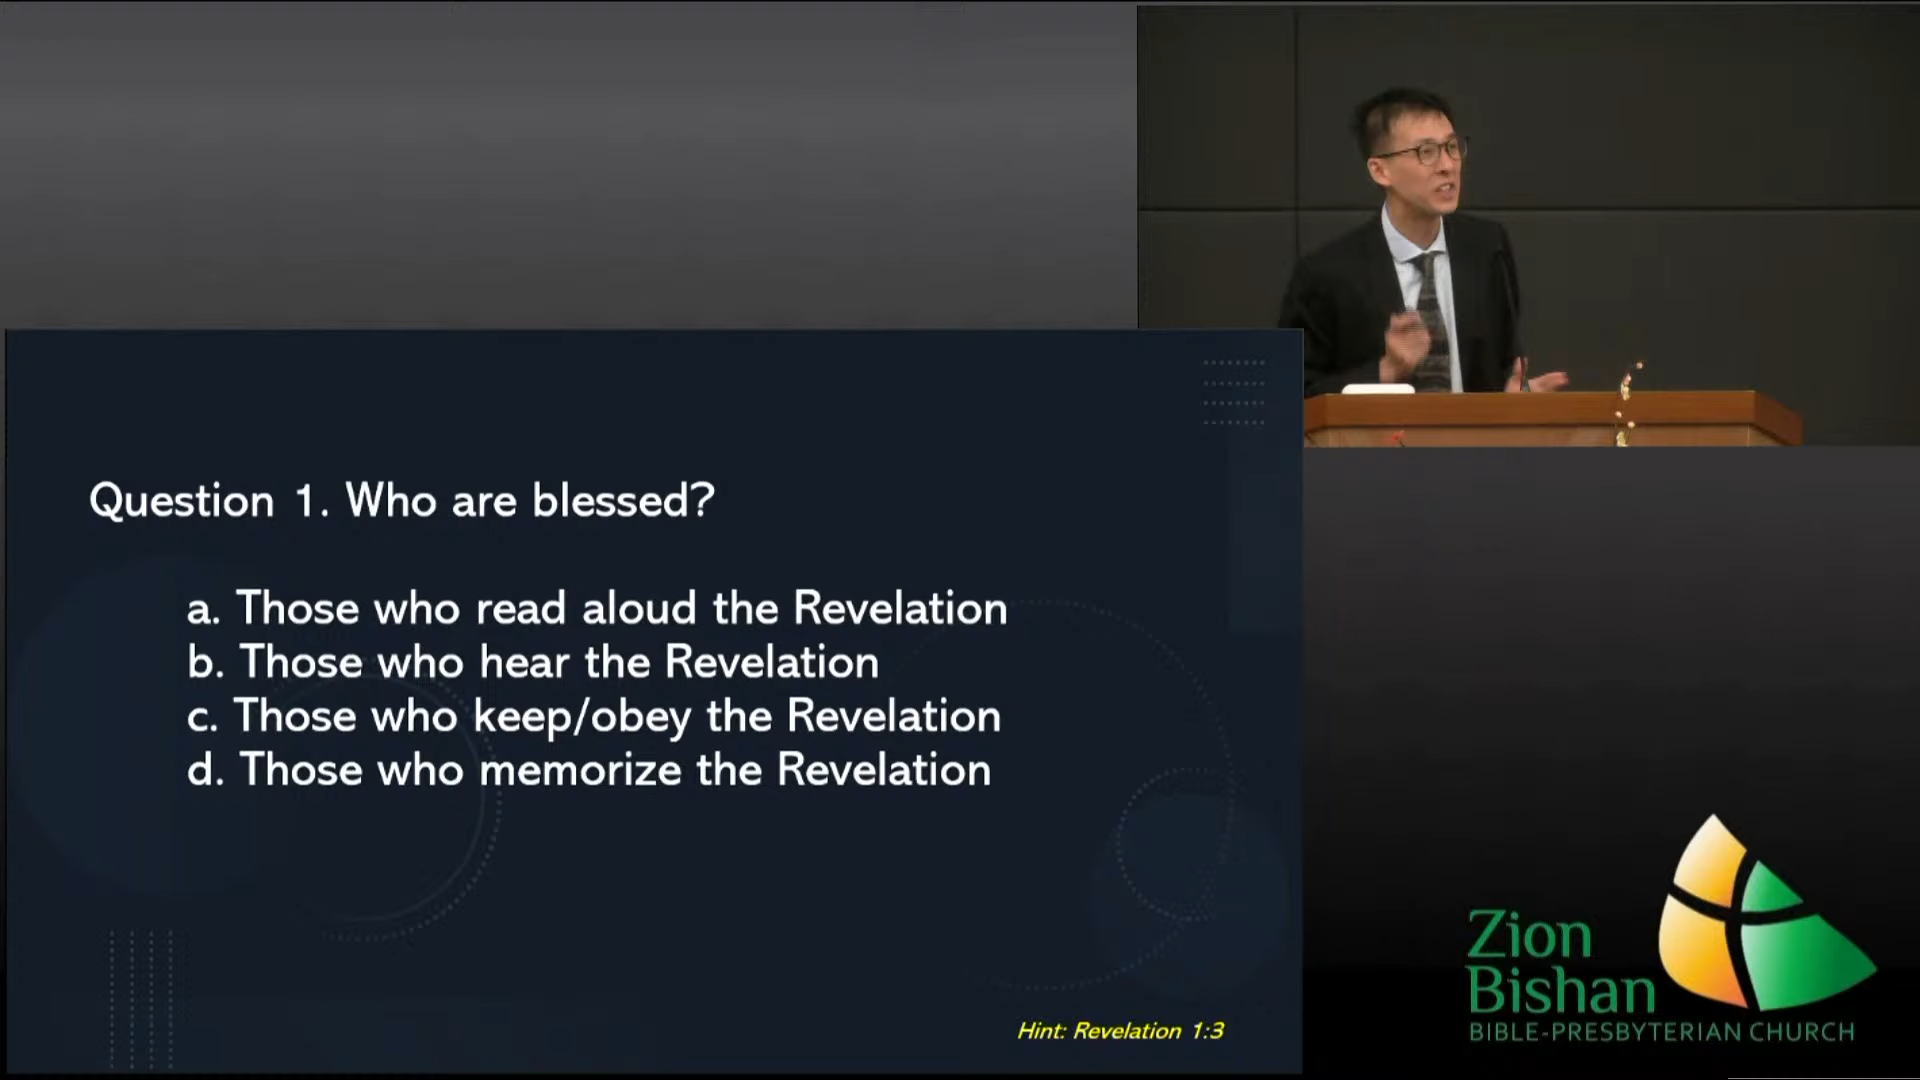 Question 1. Who are blessed?
a. Those who read aloud the Revelation
b. Those who hear the Revelation
c. Those who keep/obey the Revelation
d. Those who memorize the Revelation
Hint: Revelation 1:3
Zion
Bishan
BIBLE-PRESBYTERIAN CHURCH